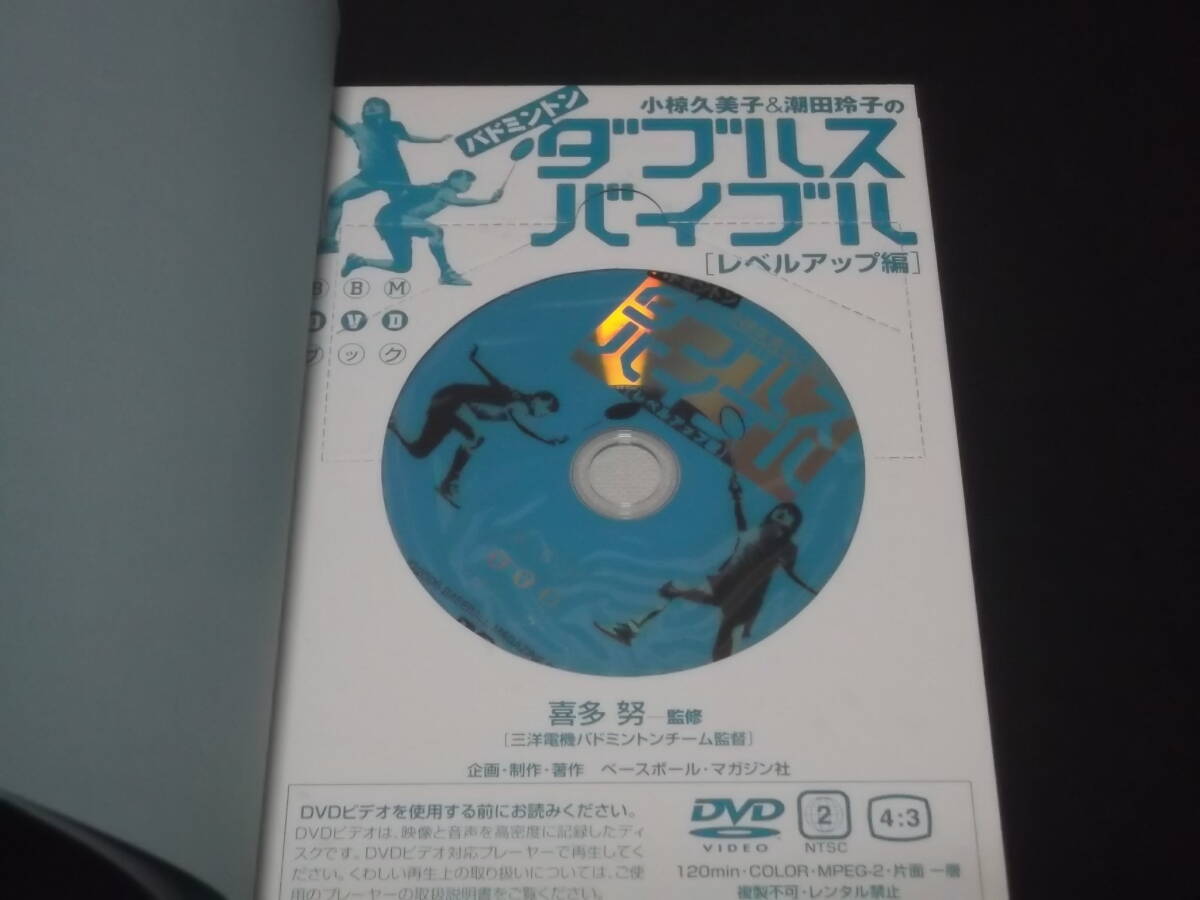 小椋久美子&潮田玲子の
バドミントン
ダブルス
バイブル
[レベルアップ編]
BBM
DVD
ブック
喜多 努―監修
[三洋電機バドミントンチーム監督]
企画・制作・著作 ベースボール・マガジン社
DVDビデオを使用する前にお読みください。
DVDビデオは、映像と音声を高密度に記録したディ
スクです。DVDビデオ対応プレーヤーで再生してく
ださい。くわしい再生上の取り扱いについては、ご使
用のプレーヤーの取扱説明書をご覧ください。
DVD
VIDEO
2
NTSC
4:3
120min・COLOR・MPEG-2・片面 一層
複製不可・レンタル禁止